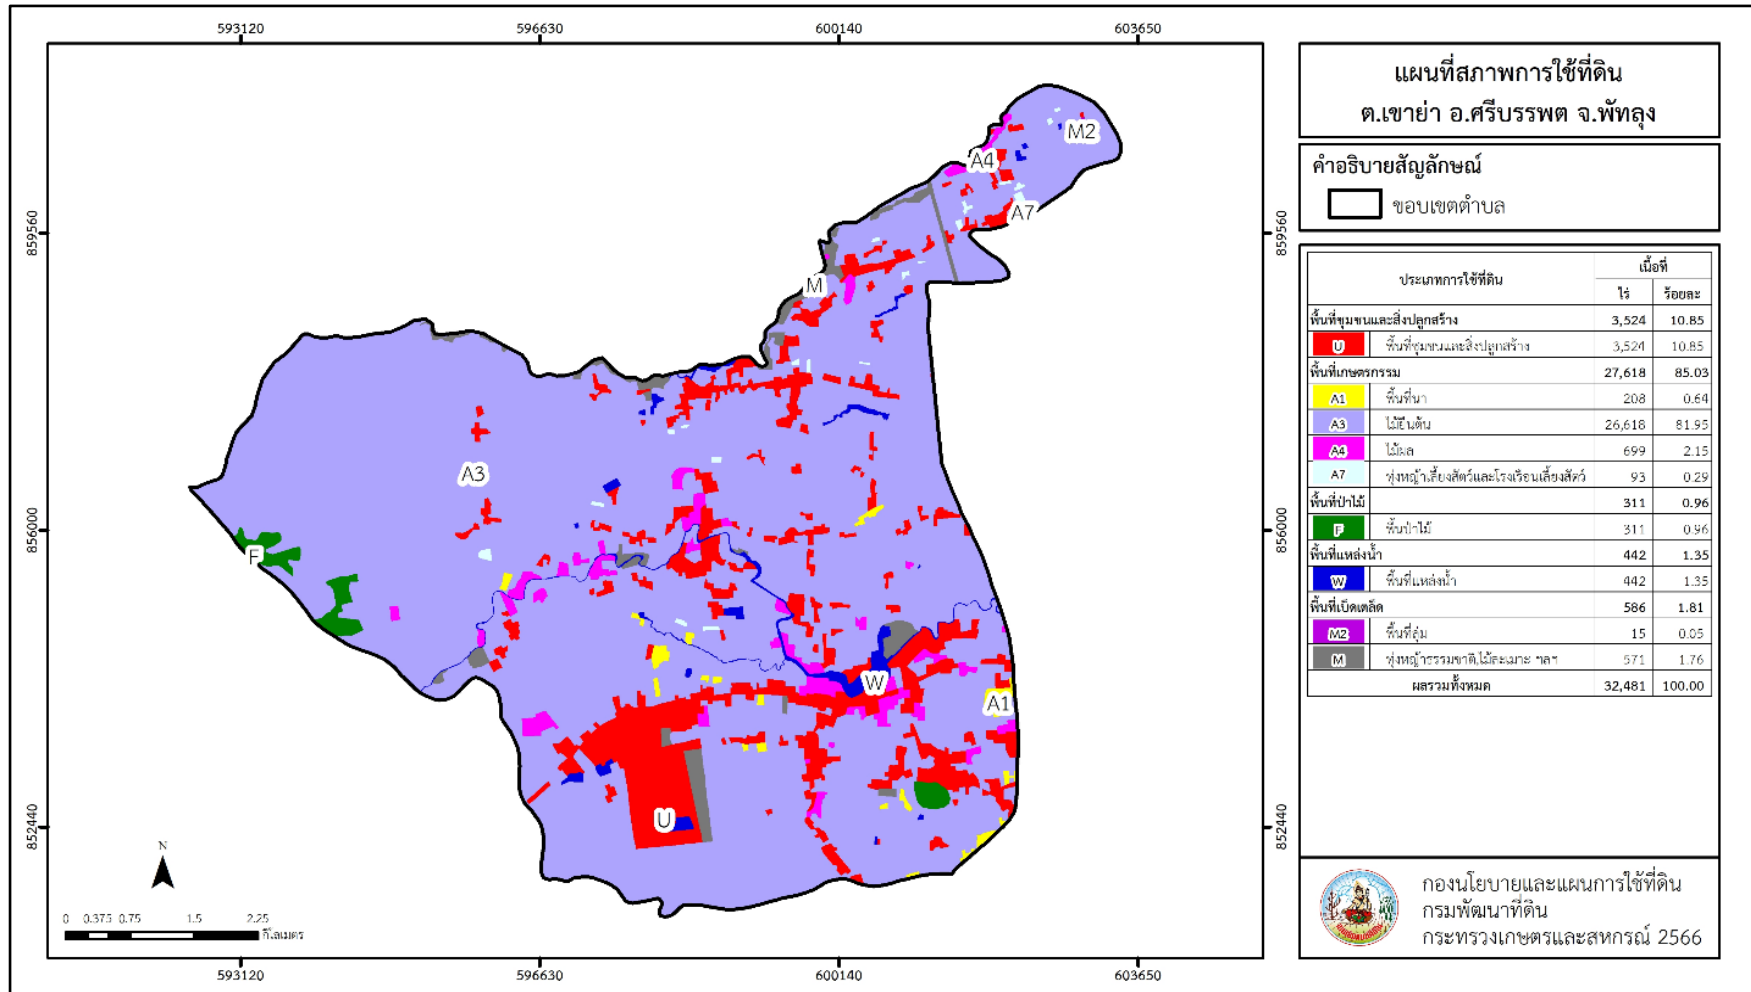 593120 596630 600140 603650
859560 859560
856000 856000
852440 852440
593120 596630 600140 603650
M2
A4
A7
M
A3
F
W
A1
U
N
0 0.375 0.75 1.5 2.25
กิโลเมตร
แผนที่สภาพการใช้ที่ดิน
ต.เขาย่า อ.ศรีบรรพต จ.พัทลุง
คำอธิบายสัญลักษณ์
ขอบเขตตำบล
ประเภทการใช้ที่ดิน เนื้อที่
ไร่ ร้อยละ
พื้นที่ชุมชนและสิ่งปลูกสร้าง 3,524 10.85
U พื้นที่ชุมชนและสิ่งปลูกสร้าง 3,524 10.85
พื้นที่เกษตรกรรม 27,618 85.03
A1 พื้นที่นา 208 0.64
A3 ไม้ยืนต้น 26,618 81.95
A4 ไม้ผล 699 2.15
A7 ทุ่งหญ้าเลี้ยงสัตว์และโรงเรือนเลี้ยงสัตว์ 93 0.29
พื้นที่ป่าไม้ 311 0.96
F พื้นป่าไม้ 311 0.96
พื้นที่แหล่งน้ำ 442 1.35
W พื้นที่แหล่งน้ำ 442 1.35
พื้นที่เบ็ดเตล็ด 586 1.81
M2 พื้นที่ลุ่ม 15 0.05
M ทุ่งหญ้าธรรมชาติ,ไม้ละเมาะ ฯลฯ 571 1.76
ผลรวมทั้งหมด 32,481 100.00
กองนโยบายและแผนการใช้ที่ดิน
กรมพัฒนาที่ดิน
กระทรวงเกษตรและสหกรณ์ 2566